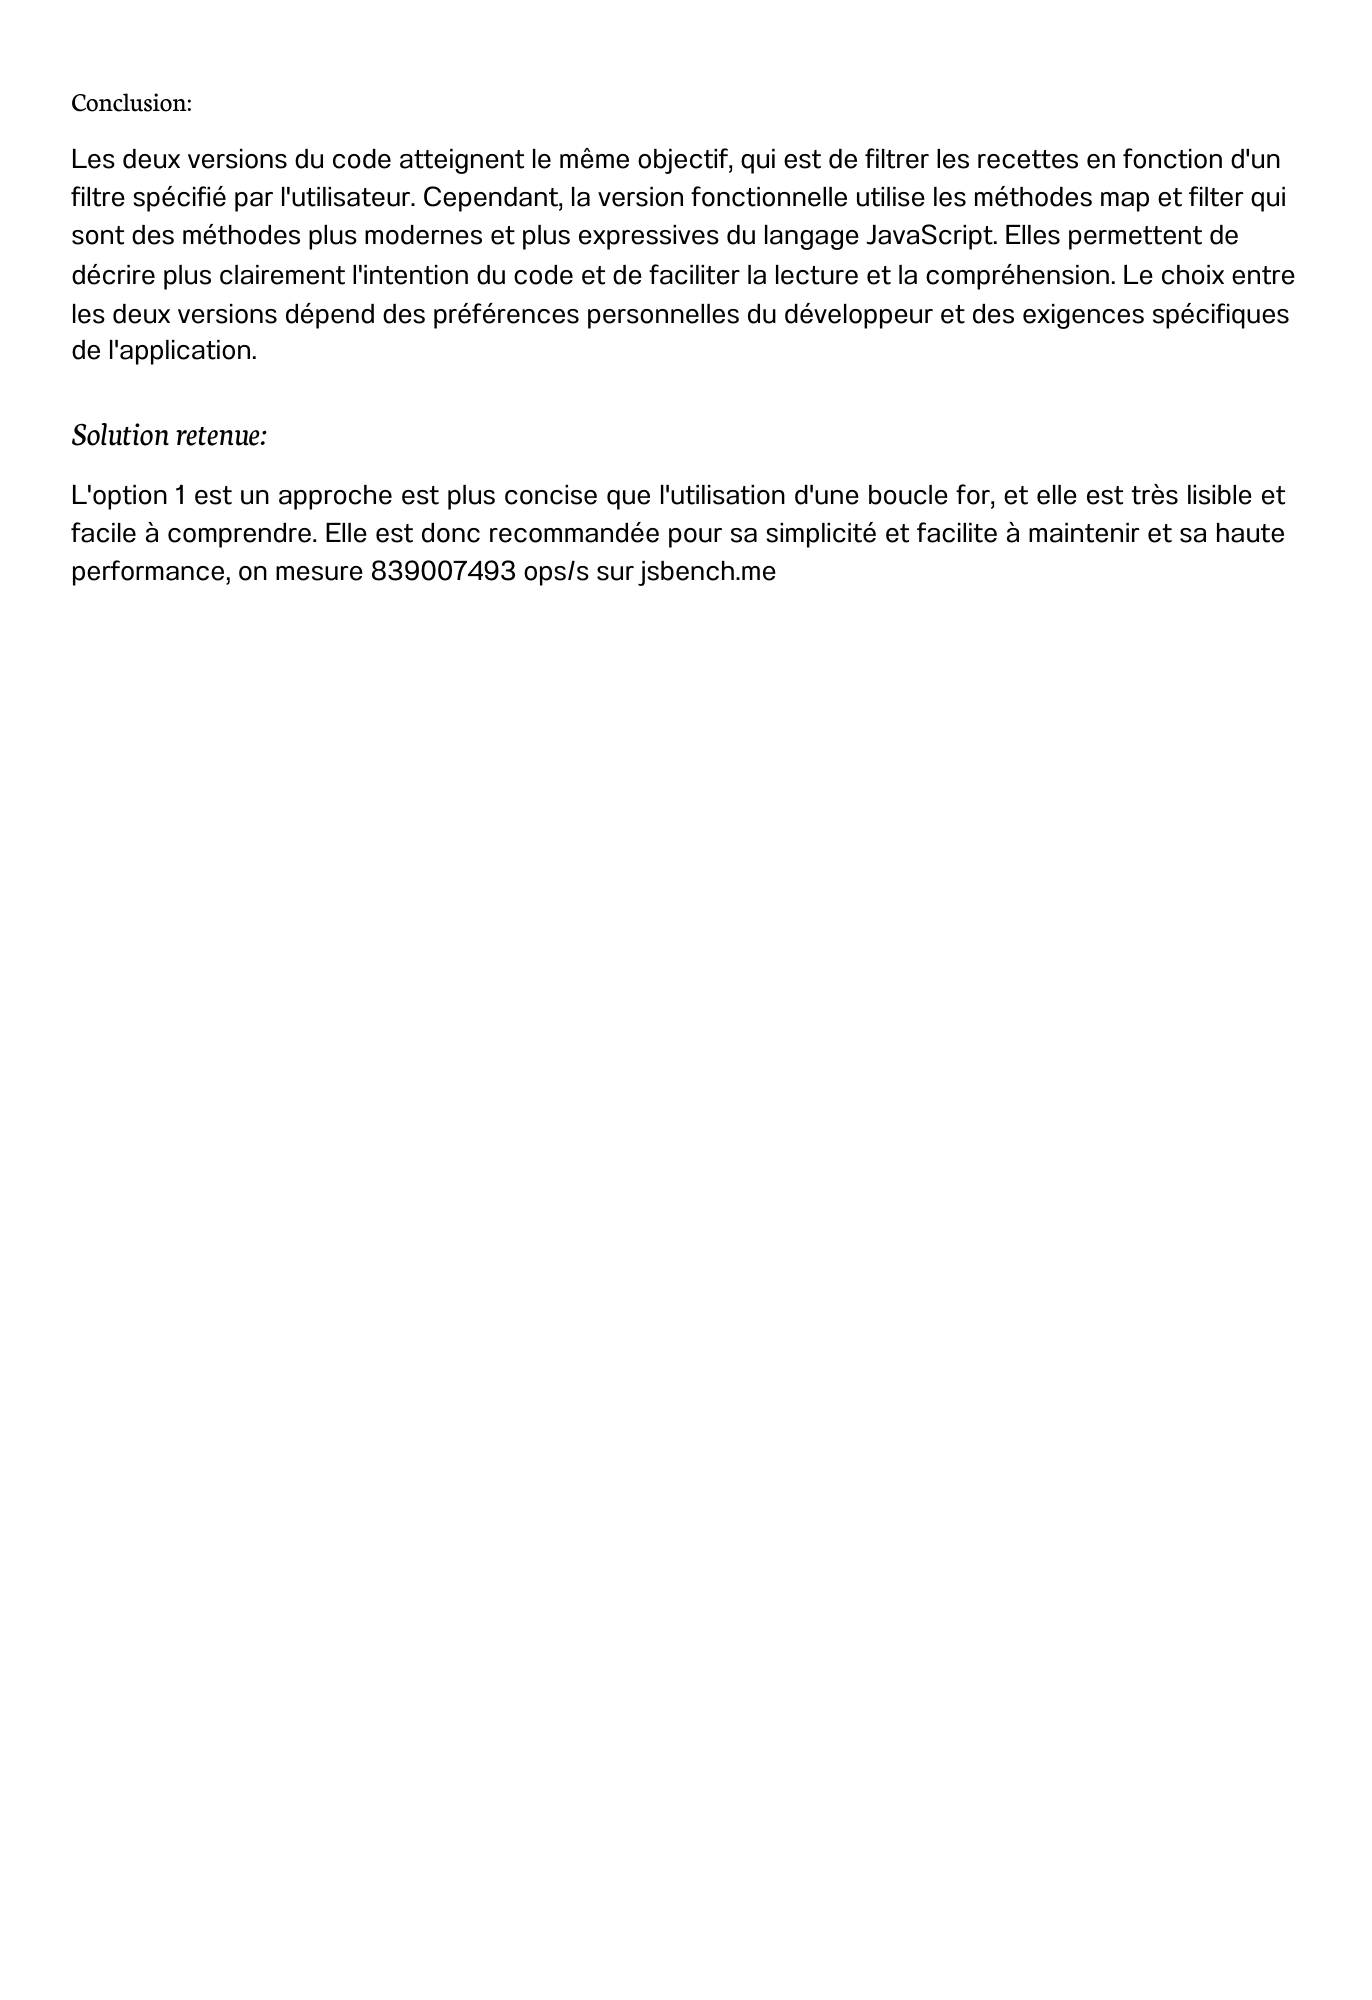 Conclusion:
Les deux versions du code atteignent le même objectif, qui est de filtrer les recettes en fonction d'un
filtre spécifié par l'utilisateur. Cependant, la version fonctionnelle utilise les méthodes map et filter qui
sont des méthodes plus modernes et plus expressives du langage JavaScript. Elles permettent de
décrire plus clairement l'intention du code et de faciliter la lecture et la compréhension. Le choix entre
les deux versions dépend des préférences personnelles du développeur et des exigences spécifiques
de l'application.
Solution retenue:
L'option 1 est un approche est plus concise que l'utilisation d'une boucle for, et elle est très lisible et
facile à comprendre. Elle est donc recommandée pour sa simplicité et facilite à maintenir et sa haute
performance, on mesure 839007493 ops/s sur jsbench.me